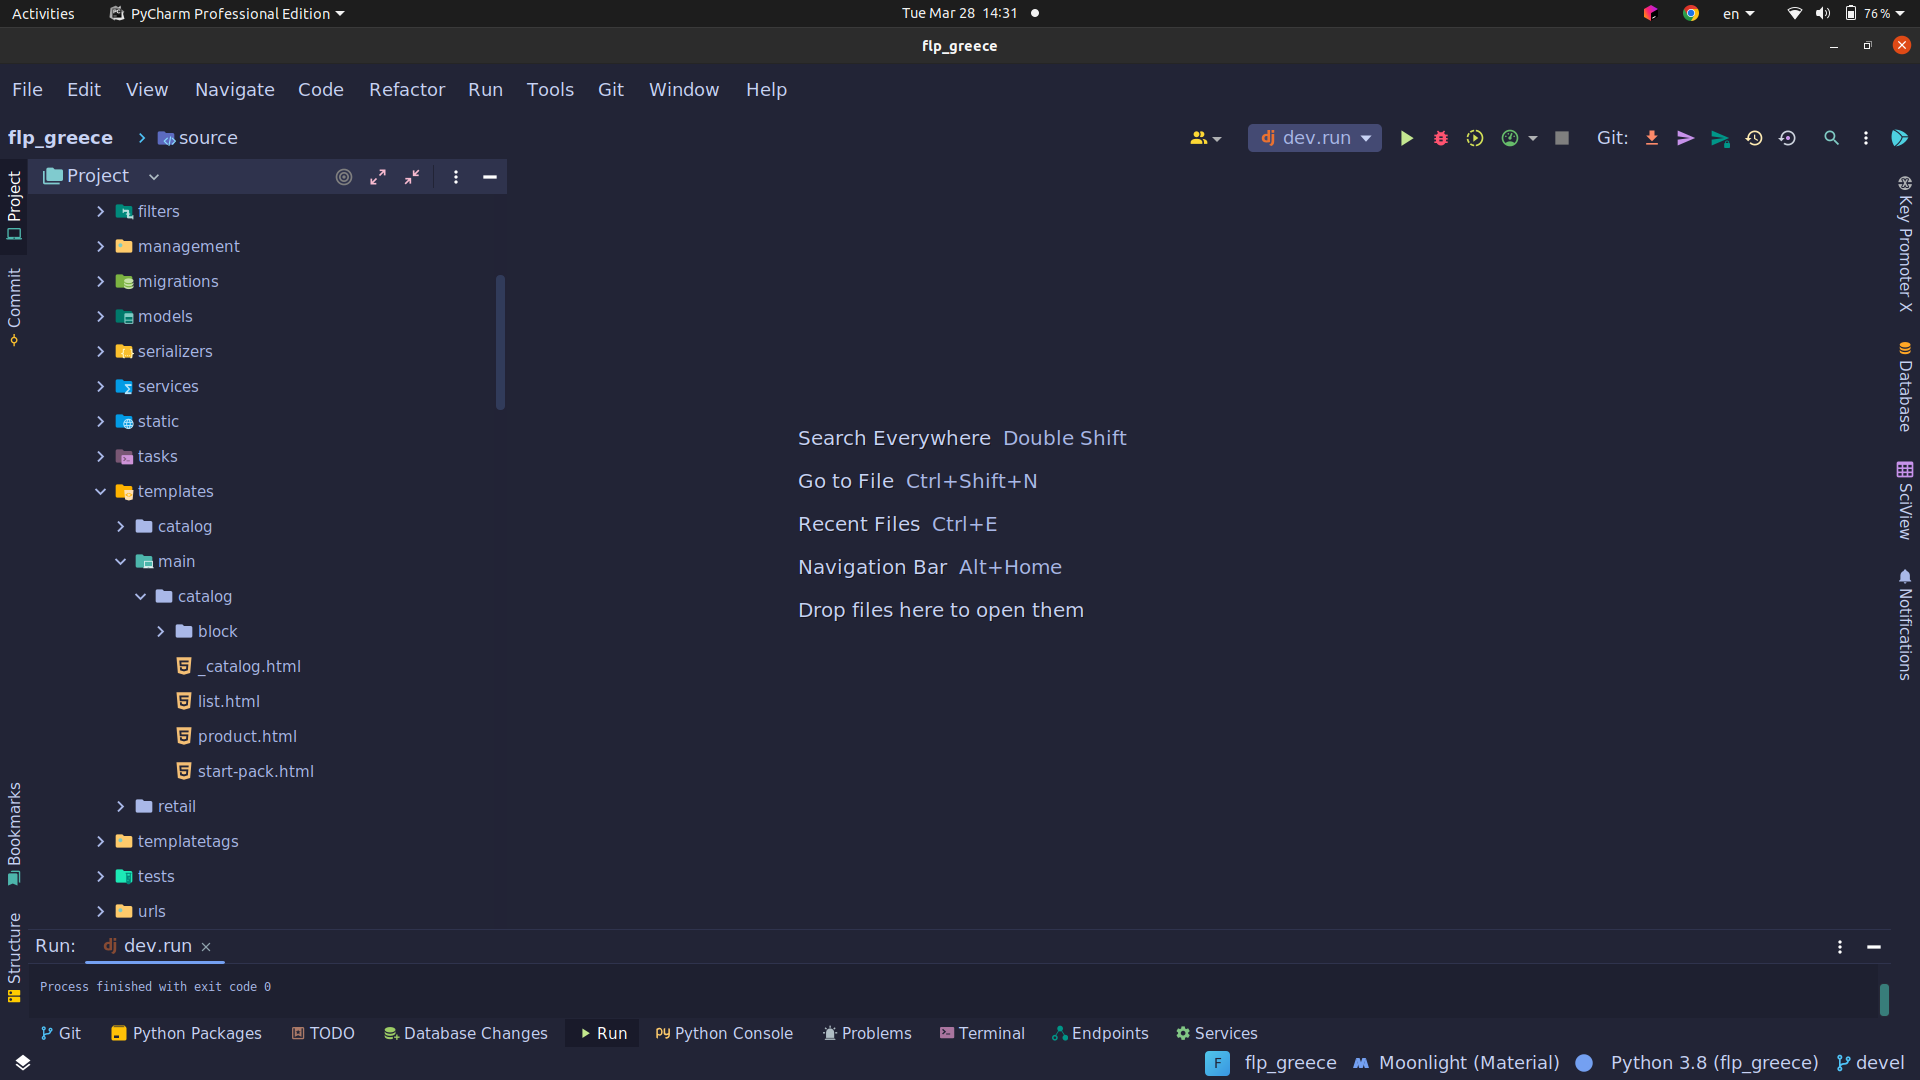 Activities PyCharm Professional Edition Tue Mar 28 14:31 en 76 %
flp_greece
File Edit View Navigate Code Refactor Run Tools Git Window Help
flp_greece source dj dev.run Git:
Project
filters
management
migrations
models
serializers
services
static
tasks
templates
catalog
main
catalog
block
_catalog.html
list.html
product.html
start-pack.html
retail
templatetags
tests
urls
Project
Commit
Bookmarks
Structure
Search Everywhere Double Shift
Go to File Ctrl+Shift+N
Recent Files Ctrl+E
Navigation Bar Alt+Home
Drop files here to open them
Key Promoter X
Database
SciView
Notifications
Run: dj dev.run
Process finished with exit code 0
Git Python Packages TODO Database Changes Run Python Console Problems Terminal Endpoints Services
F flp_greece Moonlight (Material) Python 3.8 (flp_greece) devel